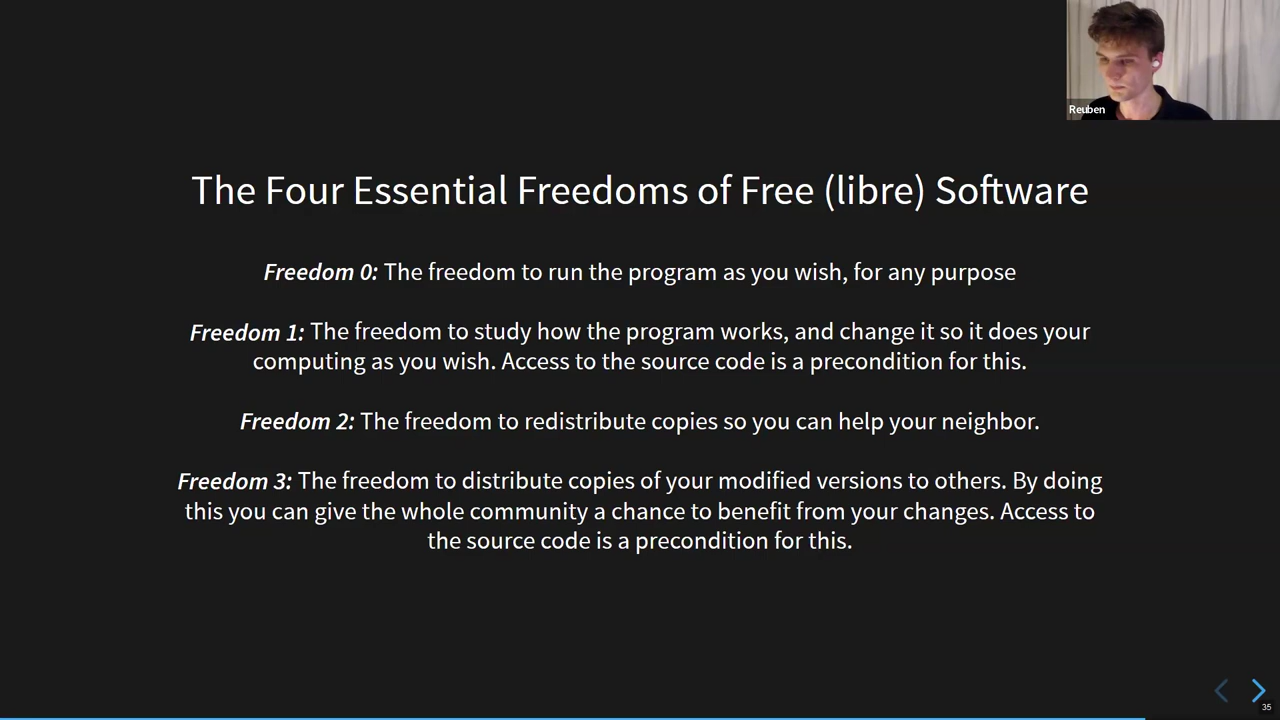 Reuben
The Four Essential Freedoms of Free (libre) Software
Freedom 0: The freedom to run the program as you wish, for any purpose
Freedom 1: The freedom to study how the program works, and change it so it does your
computing as you wish. Access to the source code is a precondition for this.
Freedom 2: The freedom to redistribute copies so you can help your neighbor.
Freedom 3: The freedom to distribute copies of your modified versions to others. By doing
this you can give the whole community a chance to benefit from your changes. Access to
the source code is a precondition for this.
35